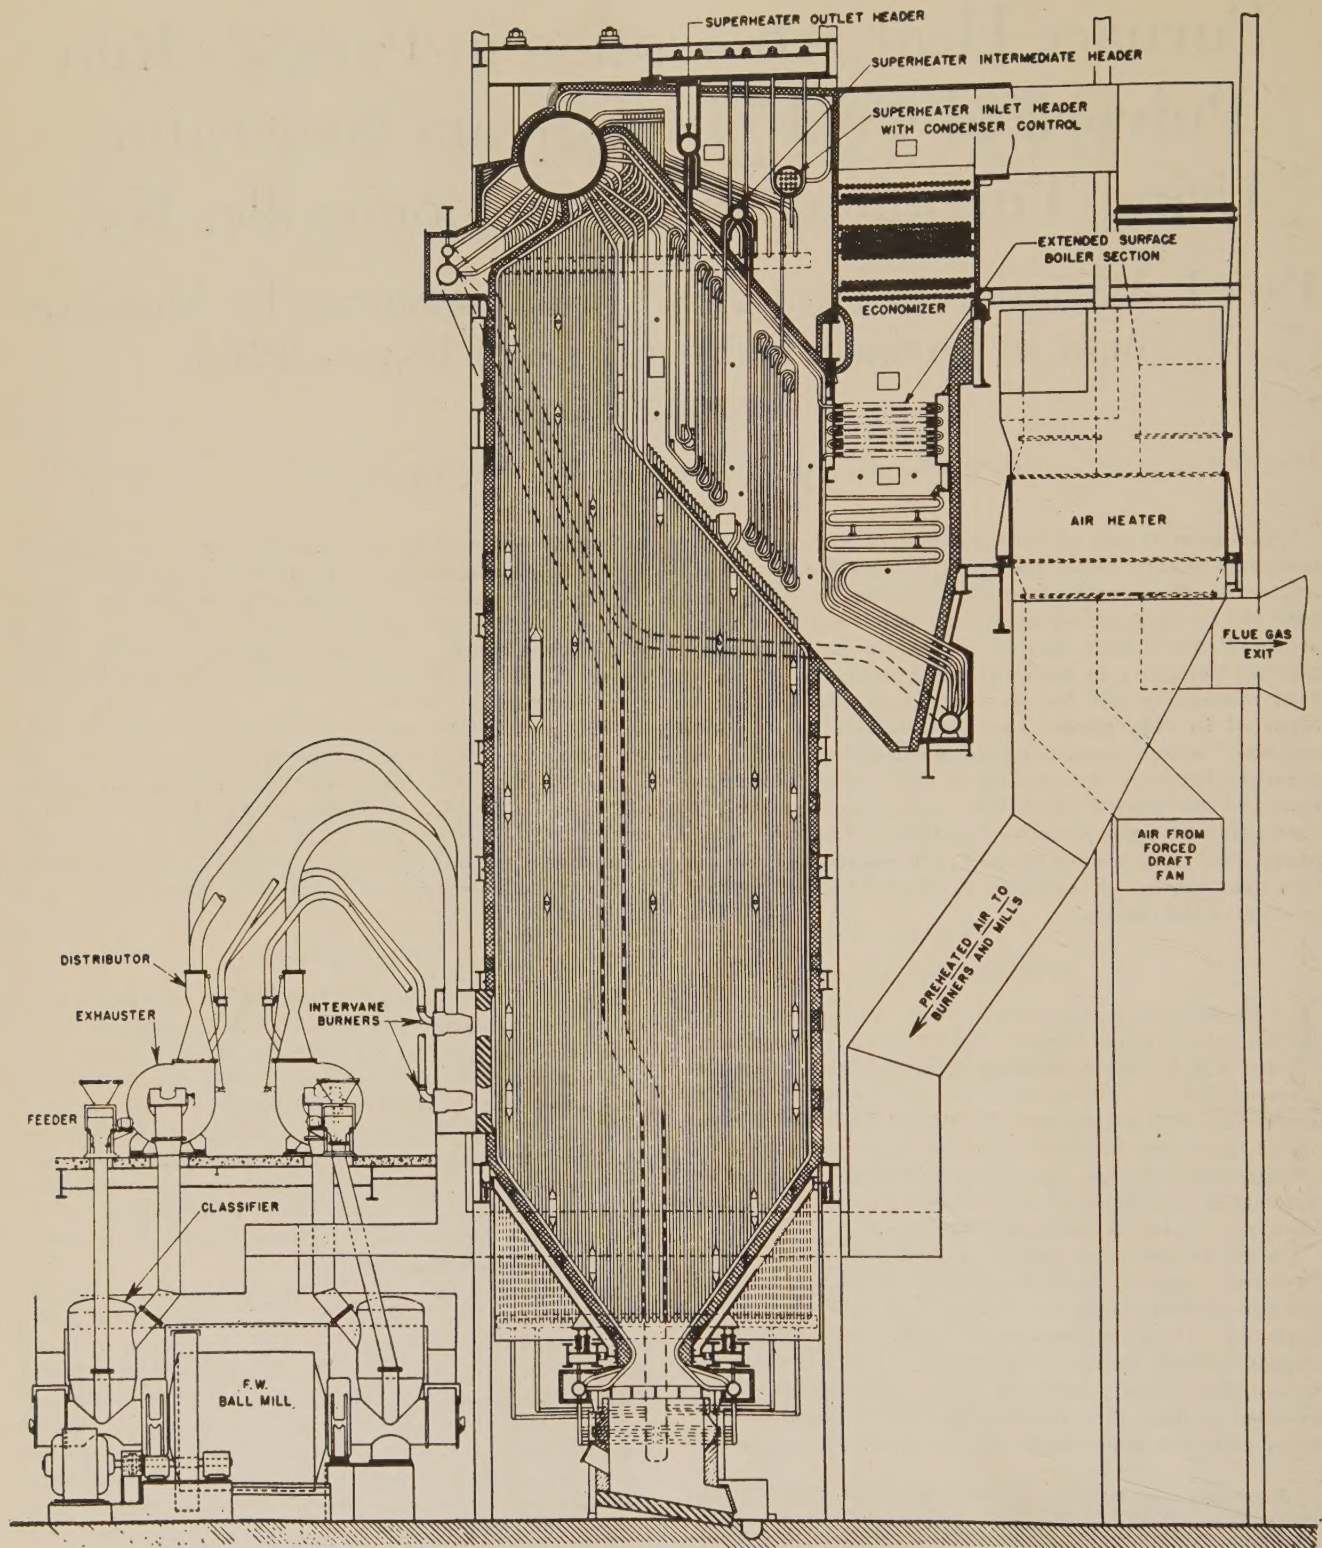 SUPERHEATER OUTLET HEADER
SUPERHEATER INTERMEDIATE HEADER
SUPERHEATER INLET HEADER
WITH CONDENSER CONTROL
EXTENDED SURFACE
BOILER SECTION
ECONOMIZER
AIR HEATER
FLUE GAS
EXIT
AIR FROM
FORCED
DRAFT
FAN
PREHEATED AIR TO
BURNERS AND MILLS
DISTRIBUTOR
EXHAUSTER
INTERVANE
BURNERS
FEEDER
CLASSIFIER
F.W.
BALL MILL